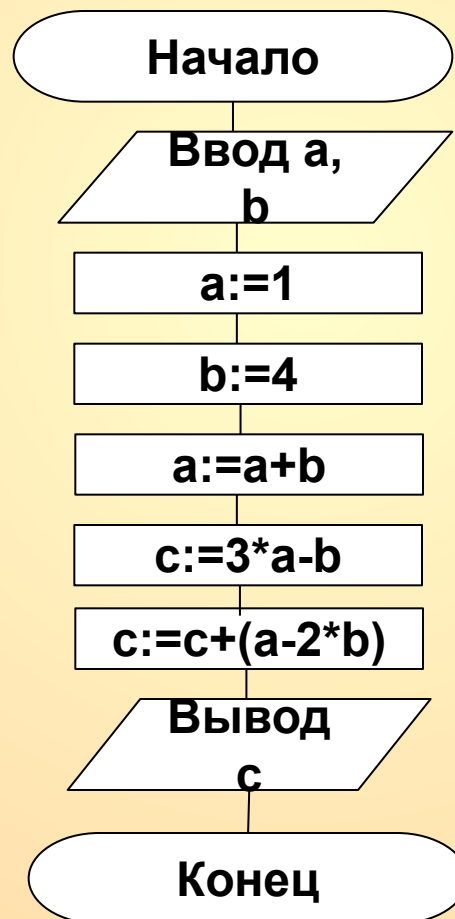 Начало
Ввод a,
b
a:=1
b:=4
a:=a+b
c:=3*a-b
c:=c+(a-2*b)
Вывод
c
Конец